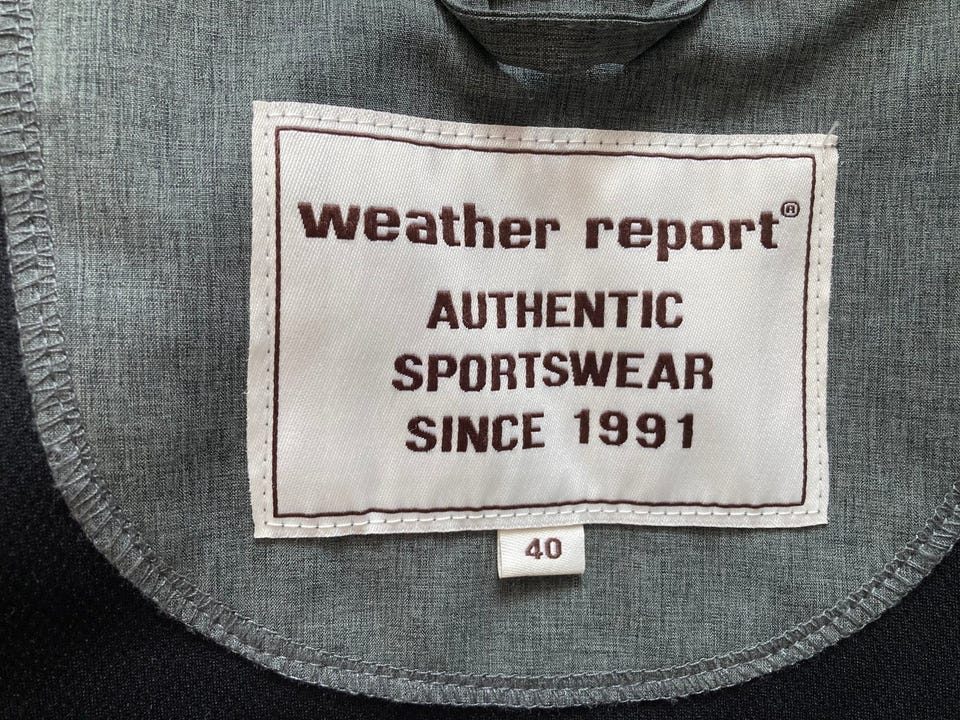 weather report®
AUTHENTIC
SPORTSWEAR
SINCE 1991
40